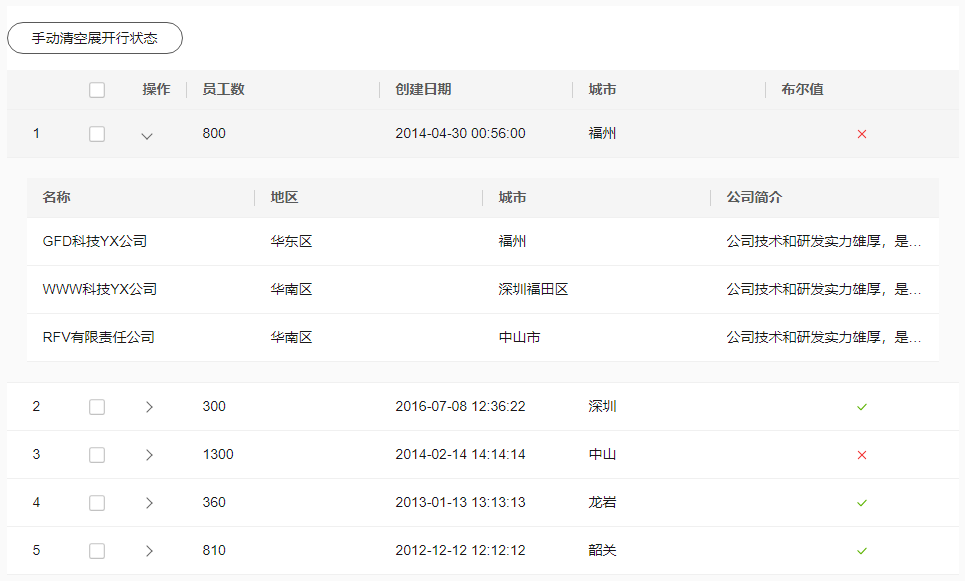 手动清空展开行状态
操作 员工数 创建日期 城市 布尔值
1 800 2014-04-30 00:56:00 福州
名称 地区 城市 公司简介
GFD科技YX公司 华东区 福州 公司技术和研发实力雄厚，是…
WWW科技YX公司 华南区 深圳福田区 公司技术和研发实力雄厚，是…
RFV有限责任公司 华南区 中山市 公司技术和研发实力雄厚，是…
2 300 2016-07-08 12:36:22 深圳
3 1300 2014-02-14 14:14:14 中山
4 360 2013-01-13 13:13:13 龙岩
5 810 2012-12-12 12:12:12 韶关